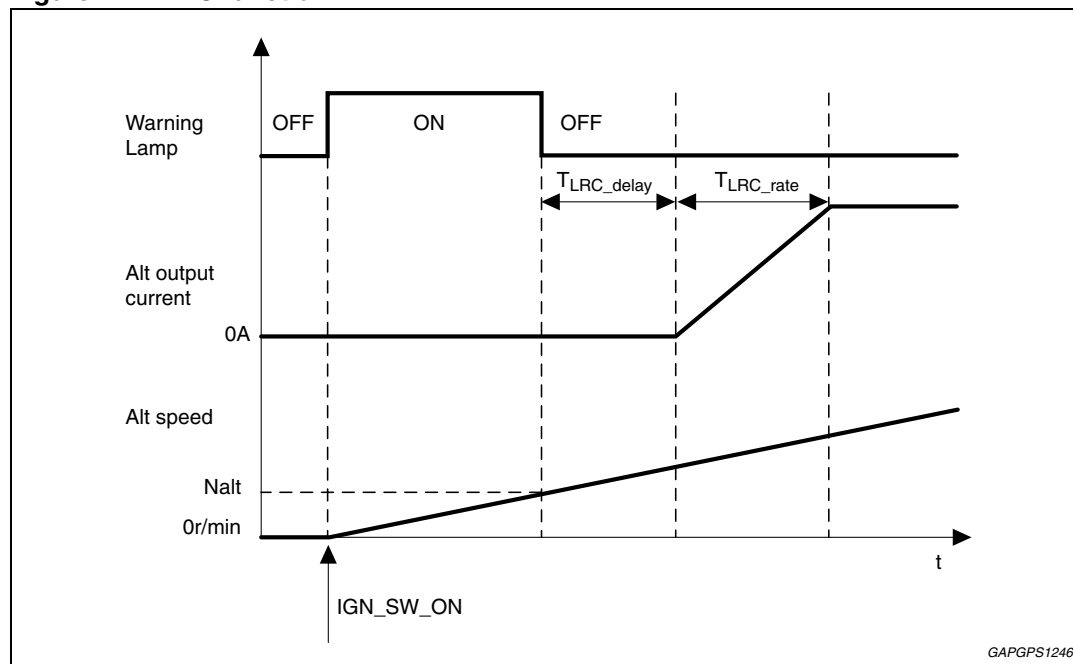 Warning
Lamp
OFF
ON
OFF
TLRC_delay
TLRC_rate
Alt output
current
0A
Alt speed
Nalt
0r/min
t
IGN_SW_ON
GAPGPS1246